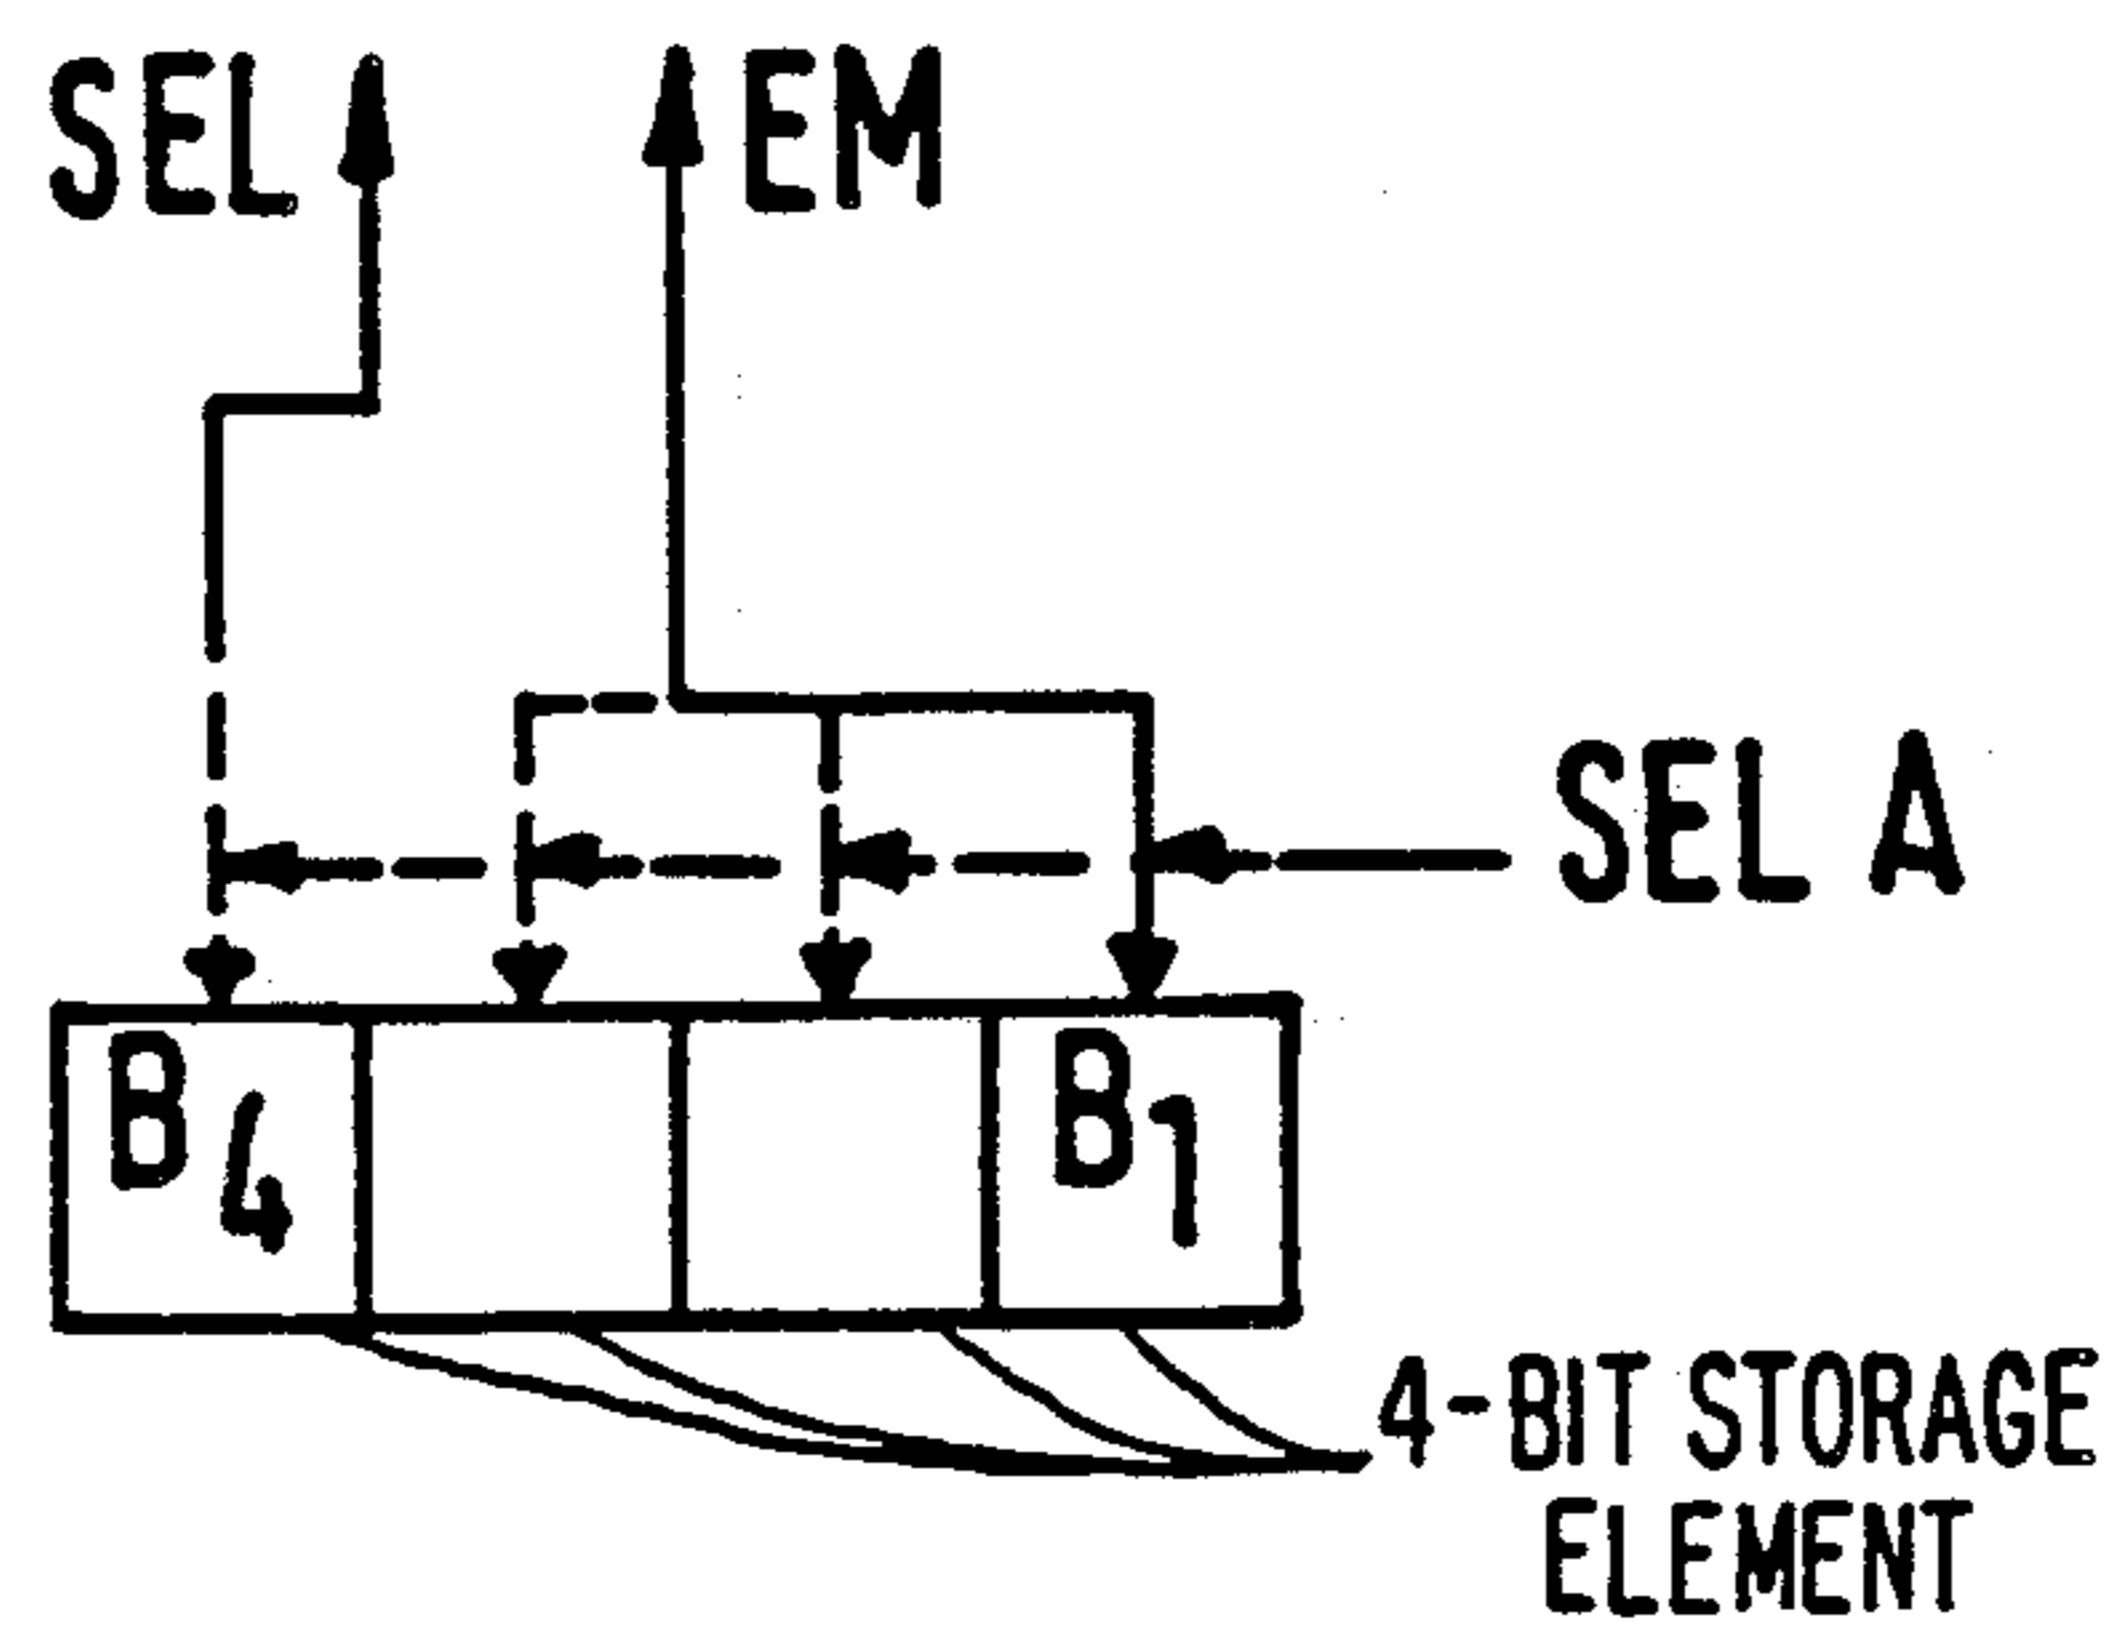 SEL
EM
SEL A
B4
B1
4-BIT STORAGE
ELEMENT